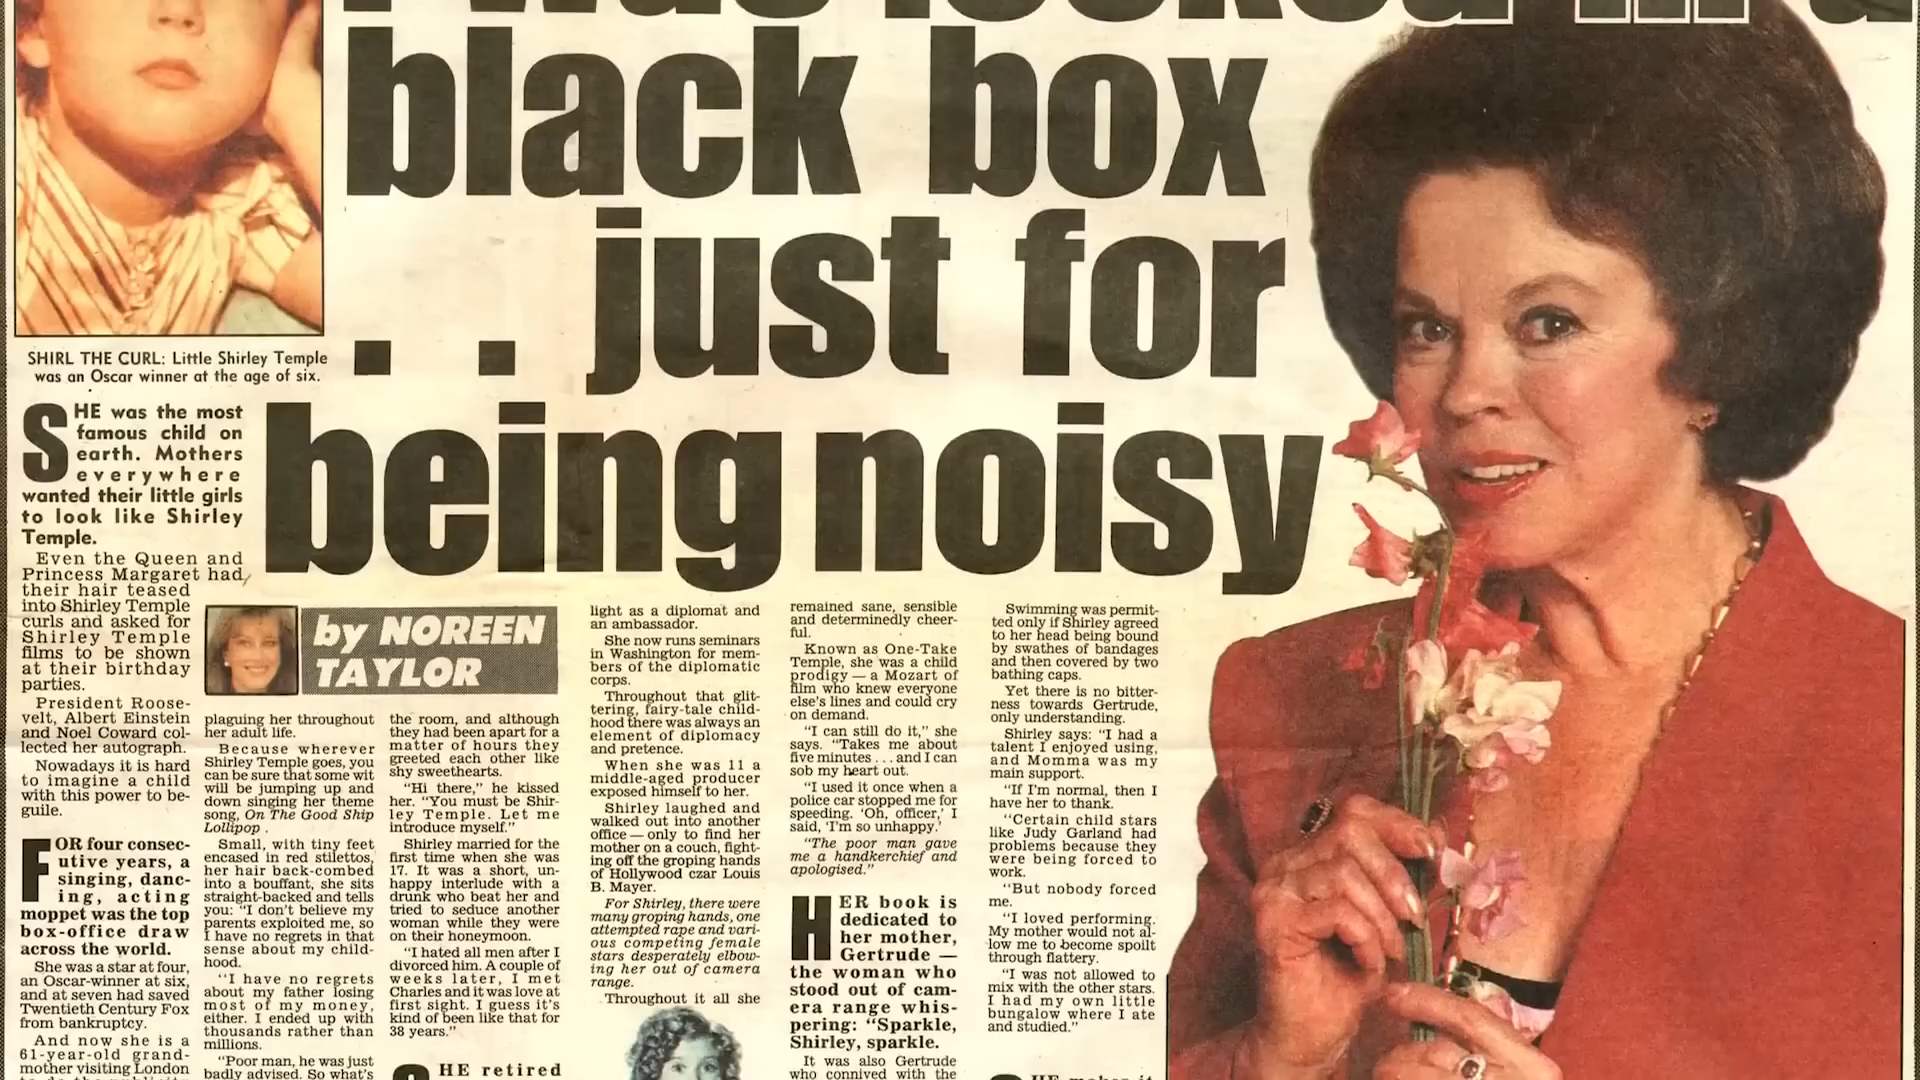 I was locked in a
black box
. . just for
being noisy
SHIRL THE CURL: Little Shirley Temple
was an Oscar winner at the age of six.
SHE was the most
famous child on
earth. Mothers
everywhere
wanted their little girls
to look like Shirley
Temple.
Even the Queen and
Princess Margaret had
their hair teased
into Shirley Temple
curls and asked for
Shirley Temple
films to be shown
at their birthday
parties.
President Roose-
velt, Albert Einstein
and Noel Coward col-
lected her autograph.
Nowadays it is hard
to imagine a child
with this power to be-
guile.
FOR four consec-
utive years, a
singing, danc-
ing, acting
moppet was the top
box-office draw
across the world.
She was a star at four,
an Oscar-winner at six,
and at seven had saved
Twentieth Century Fox
from bankruptcy.
And now she is a
61-year-old grand-
mother visiting London
by NOREEN
TAYLOR
plaguing her throughout
her adult life.
Because wherever
Shirley Temple goes, you
can be sure that some wit
will be jumping up and
down singing her theme
song, On The Good Ship
Lollipop .
Small, with tiny feet
encased in red stilettos,
her hair back-combed
into a bouffant, she sits
straight-backed and tells
you: “I don’t believe my
parents exploited me, so
I have no regrets in that
sense about my child-
hood.
“I have no regrets
about my father losing
most of my money,
either. I ended up with
thousands rather than
millions.
“Poor man, he was just
badly advised. So what’s
the room, and although
they had been apart for a
matter of hours they
greeted each other like
shy sweethearts.
“Hi there,” he kissed
her. “You must be Shir-
ley Temple. Let me
introduce myself.”
Shirley married for the
first time when she was
17. It was a short, un-
happy interlude with a
drunk who beat her and
tried to seduce another
woman while they were
on their honeymoon.
“I hated all men after I
divorced him. A couple of
weeks later, I met
Charles and it was love at
first sight. I guess it’s
kind of been like that for
38 years.”
SHE retired
light as a diplomat and
an ambassador.
She now runs seminars
in Washington for mem-
bers of the diplomatic
corps.
Throughout that glit-
tering, fairy-tale child-
hood there was always an
element of diplomacy
and pretence.
When she was 11 a
middle-aged producer
exposed himself to her.
Shirley laughed and
walked out into another
office — only to find her
mother on a couch, fight-
ing off the groping hands
of Hollywood czar Louis
B. Mayer.
For Shirley, there were
many groping hands, one
attempted rape and vari-
ous competing female
stars desperately elbow-
ing her out of camera
range.
Throughout it all she
remained sane, sensible
and determinedly cheer-
ful.
Known as One-Take
Temple, she was a child
prodigy — a Mozart of
film who knew everyone
else’s lines and could cry
on demand.
“I can still do it,” she
says. “Takes me about
five minutes . . . and I can
sob my heart out.
“I used it once when a
police car stopped me for
speeding. ‘Oh, officer,’ I
said, ‘I’m so unhappy.’
“The poor man gave
me a handkerchief and
apologised.”
HER book is
dedicated to
her mother,
Gertrude —
the woman who
stood out of cam-
era range whis-
pering: “Sparkle,
Shirley, sparkle.
It was also Gertrude
who connived with the
Swimming was permit-
ted only if Shirley agreed
to her head being bound
by swathes of bandages
and then covered by two
bathing caps.
Yet there is no bitter-
ness towards Gertrude,
only understanding.
Shirley says: “I had a
talent I enjoyed using,
and Momma was my
main support.
“If I’m normal, then I
have her to thank.
“Certain child stars
like Judy Garland had
problems because they
were being forced to
work.
“But nobody forced
me.
“I loved performing.
My mother would not al-
low me to become spoilt
through flattery.
“I was not allowed to
mix with the other stars.
I had my own little
bungalow where I ate
and studied.”